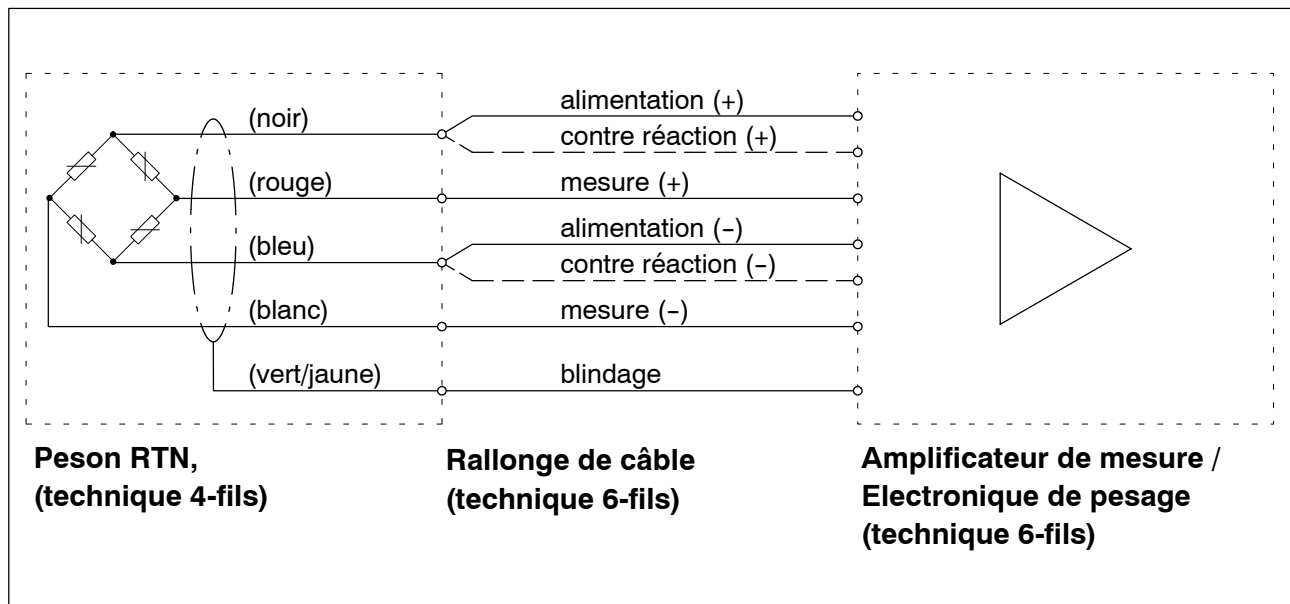 (noir)
alimentation (+)
contre réaction (+)
(rouge)
mesure (+)
(bleu)
alimentation (–)
contre réaction (–)
(blanc)
mesure (–)
(vert/jaune)
blindage
Peson RTN,
(technique 4-fils)
Rallonge de câble
(technique 6-fils)
Amplificateur de mesure /
Electronique de pesage
(technique 6-fils)